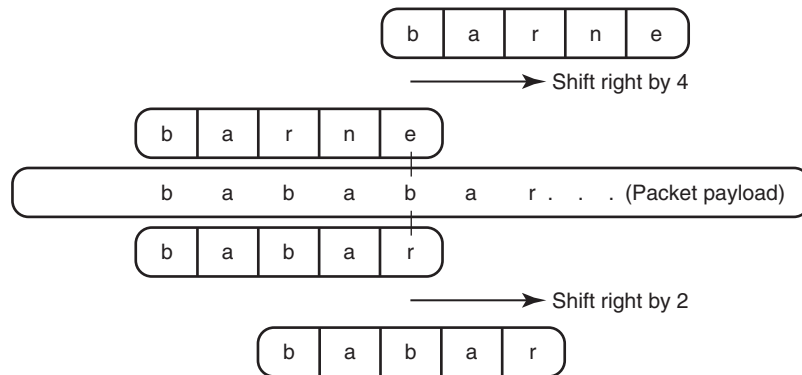 b a r n e
Shift right by 4
b a r n e
b a b a b a r . . . (Packet payload)
b a b a r
Shift right by 2
b a b a r